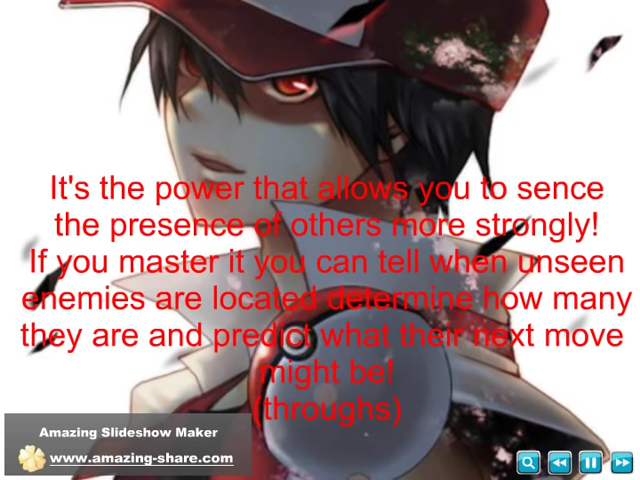 It's the power that allows you to sence
the presence of others more strongly!
If you master it you can tell when unseen
enemies are located determine how many
they are and predict what their next move
might be!
(throughs)
Amazing Slideshow Maker
www.amazing-share.com